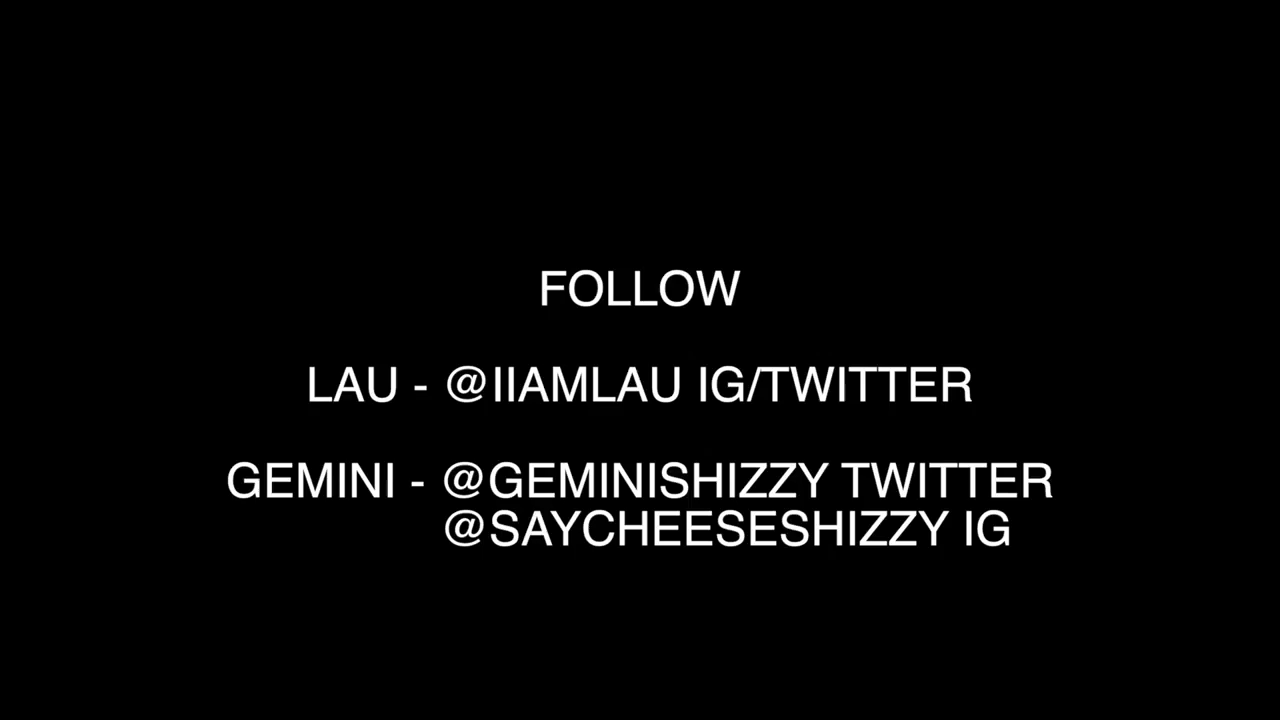 FOLLOW
LAU - @IIAMLAU IG/TWITTER
GEMINI - @GEMINISHIZZY TWITTER
@SAYCHEESESHIZZY IG